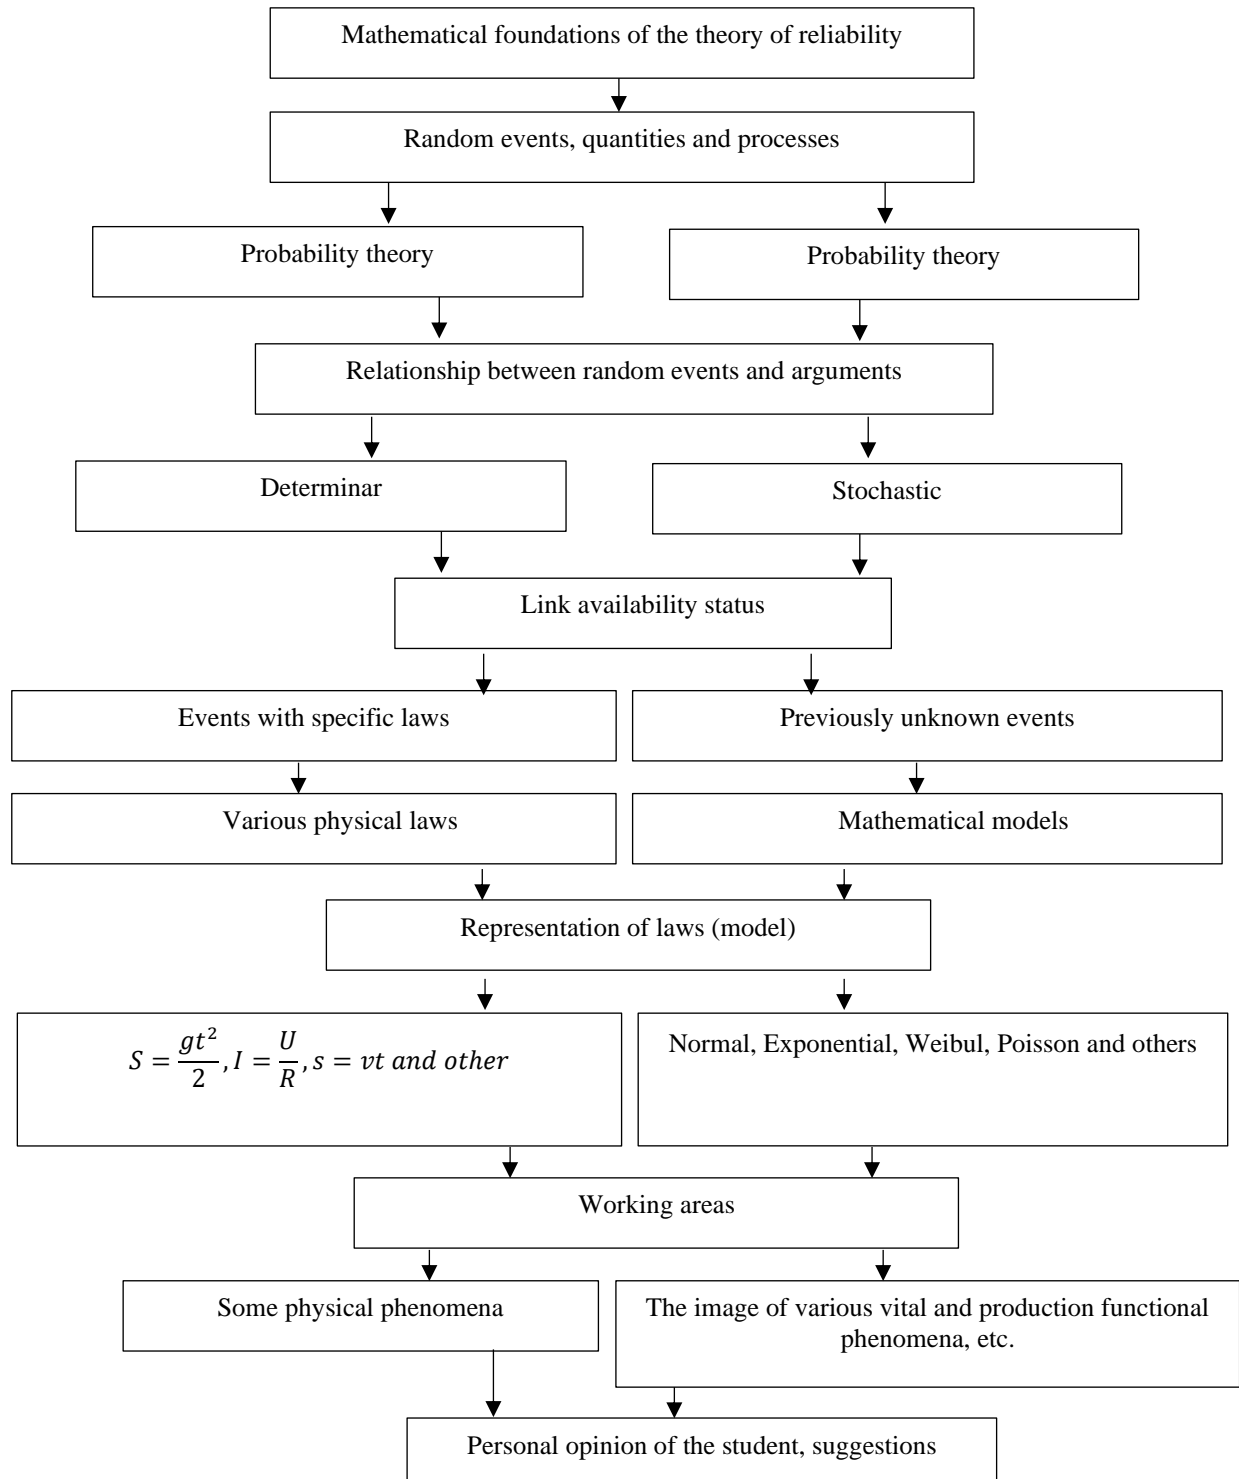 Mathematical foundations of the theory of reliability
Random events, quantities and processes
Probability theory
Probability theory
Relationship between random events and arguments
Determinar
Stochastic
Link availability status
Events with specific laws
Previously unknown events
Various physical laws
Mathematical models
Representation of laws (model)
S = gt²/2, I = U/R, s = vt and other
Normal, Exponential, Weibul, Poisson and others
Working areas
Some physical phenomena
The image of various vital and production functional
phenomena, etc.
Personal opinion of the student, suggestions